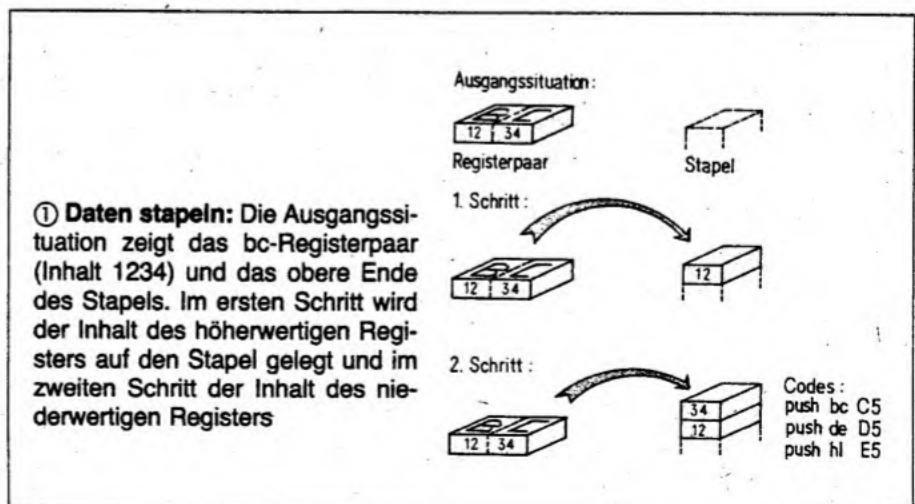 ① Daten stapeln: Die Ausgangssi-
tuation zeigt das bc-Registerpaar
(Inhalt 1234) und das obere Ende
des Stapels. Im ersten Schritt wird
der Inhalt des höherwertigen Regi-
sters auf den Stapel gelegt und im
zweiten Schritt der Inhalt des nie-
derwertigen Registers
Ausgangssituation :
B C
12 34
Registerpaar
Stapel
1. Schritt :
B C
12 34
12
2. Schritt :
B C
12 34
34
12
Codes :
push bc C5
push de D5
push hl E5